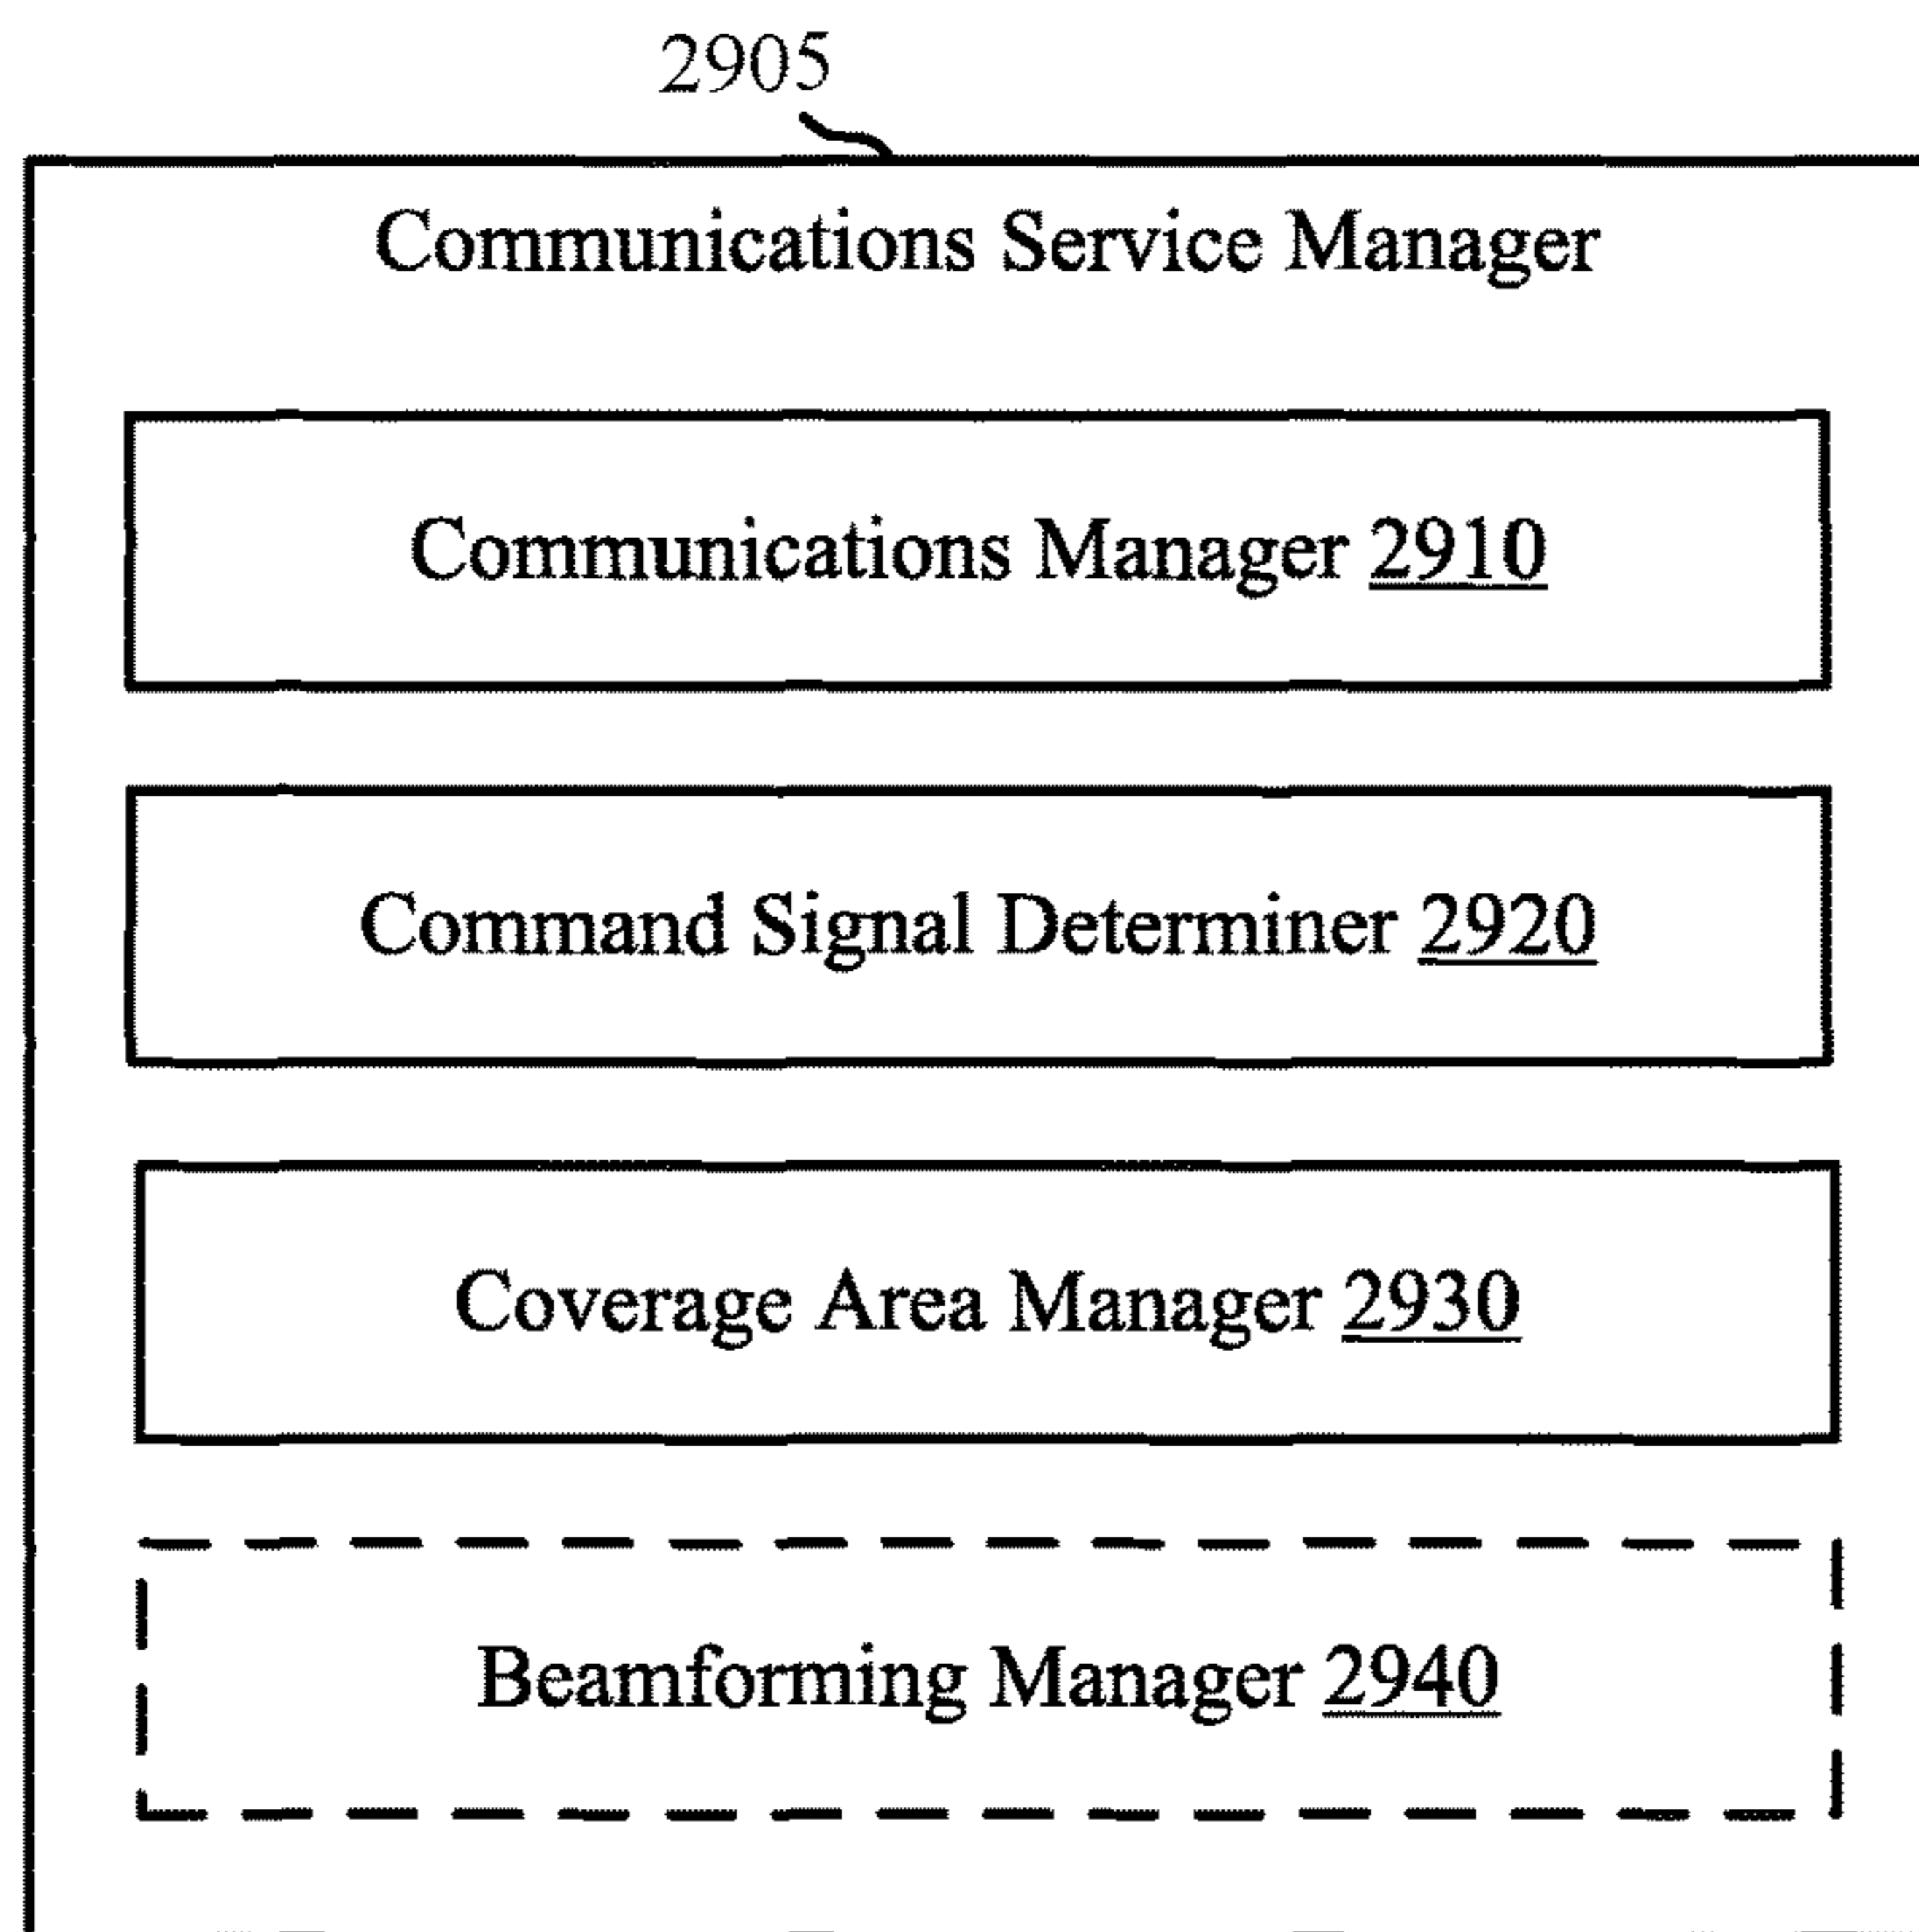 2905
Communications Service Manager
Communications Manager 2910
Command Signal Determiner 2920
Coverage Area Manager 2930
Beamforming Manager 2940